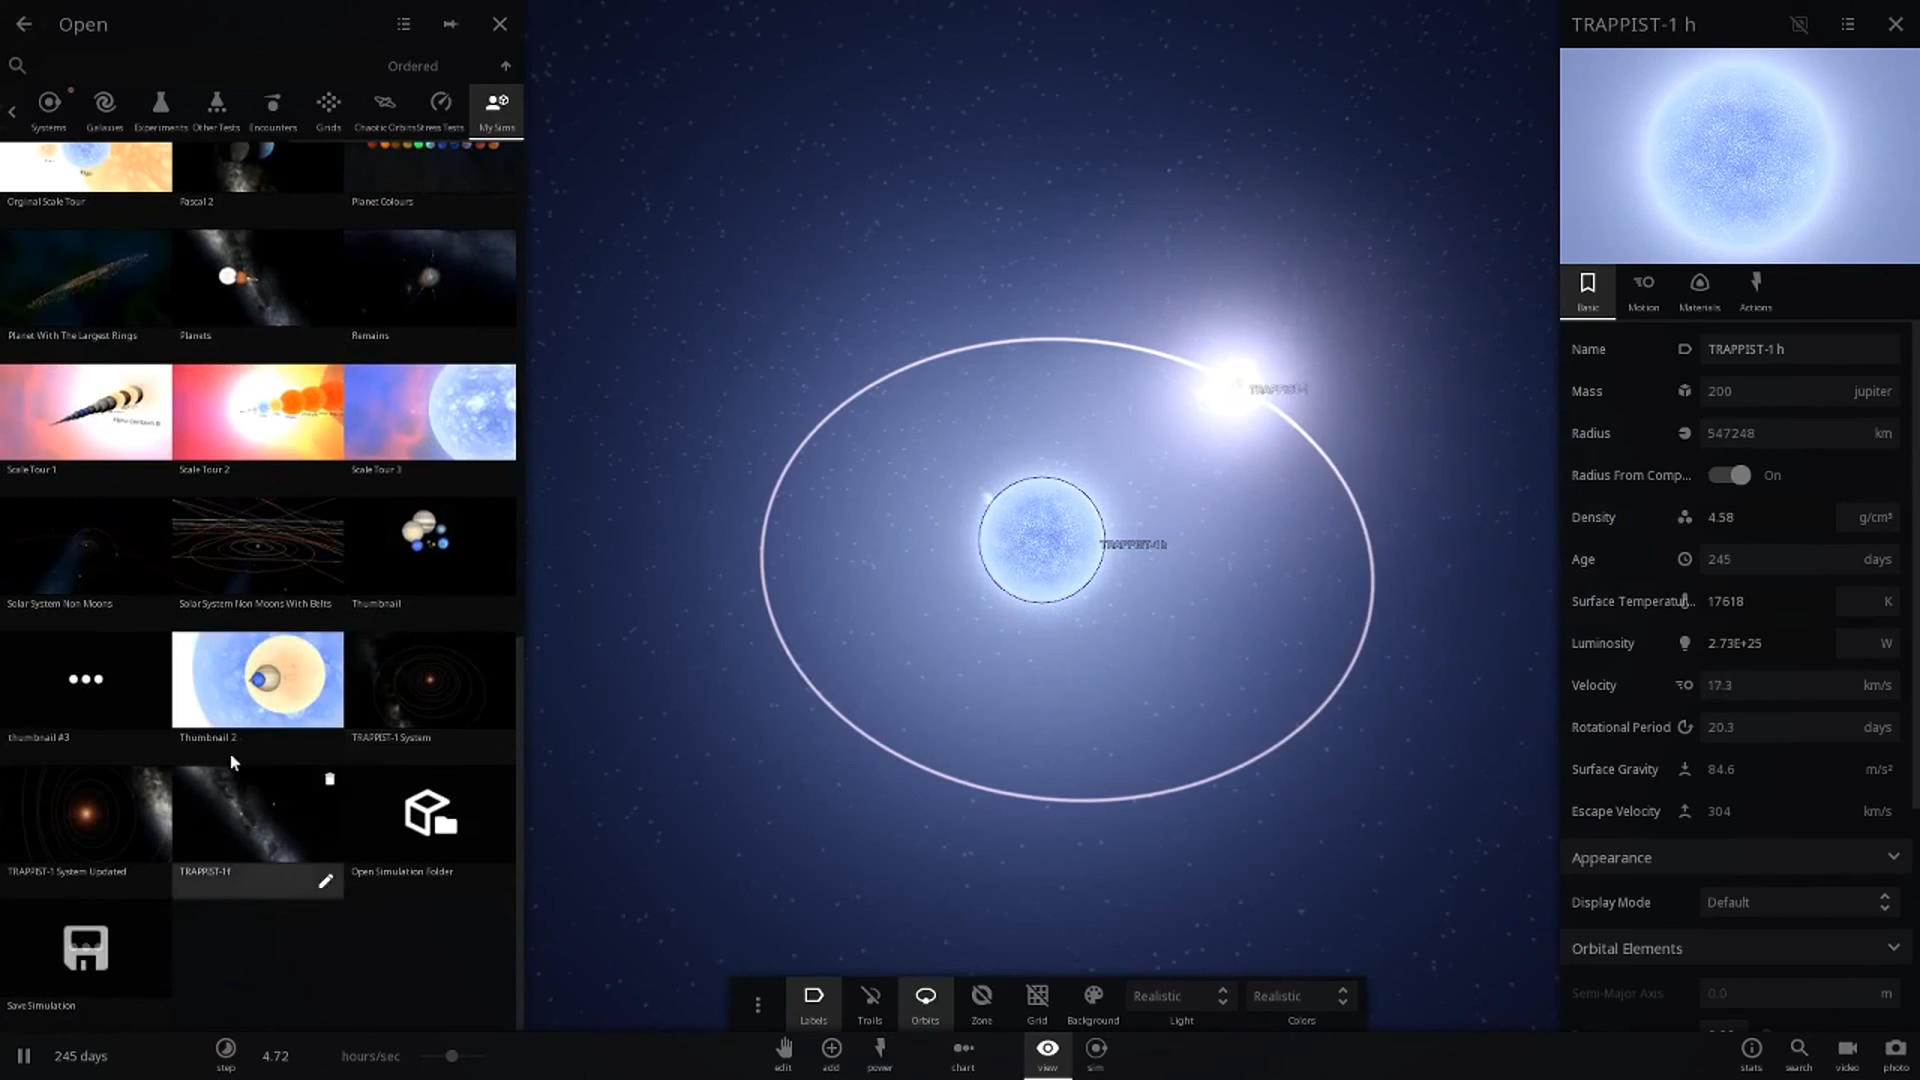 Open
Ordered
Systems
Galaxies
Experiments
Other Tests
Encounters
Grids
Chaotic Orbits
Stress Tests
My Sims
Orginal Scale Tour
Pascal 2
Planet Colours
Planet With The Largest Rings
Planets
Remains
Scale Tour 1
Scale Tour 2
Scale Tour 3
Solar System Non Moons
Solar System Non Moons With Belts
Thumbnail
thumbnail #3
Thumbnail 2
TRAPPIST-1 System
TRAPPIST-1 System Updated
TRAPPIST-1f
Open Simulation Folder
Save Simulation
TRAPPIST-1 h
TRAPPIST-1 h
Basic
Motion
Materials
Actions
Name TRAPPIST-1 h
Mass 200 jupiter
Radius 547248 km
Radius From Comp... On
Density 4.58 g/cm³
Age 245 days
Surface Temperatur... 17618 K
Luminosity 2.73E+25 W
Velocity 17.3 km/s
Rotational Period 20.3 days
Surface Gravity 84.6 m/s²
Escape Velocity 304 km/s
Appearance
Display Mode Default
Orbital Elements
Semi-Major Axis 0.0 m
Labels
Trails
Orbits
Zone
Grid
Background
Realistic
Light
Realistic
Colors
245 days
step
4.72 hours/sec
edit
add
power
chart
view
sim
stats
search
video
photo